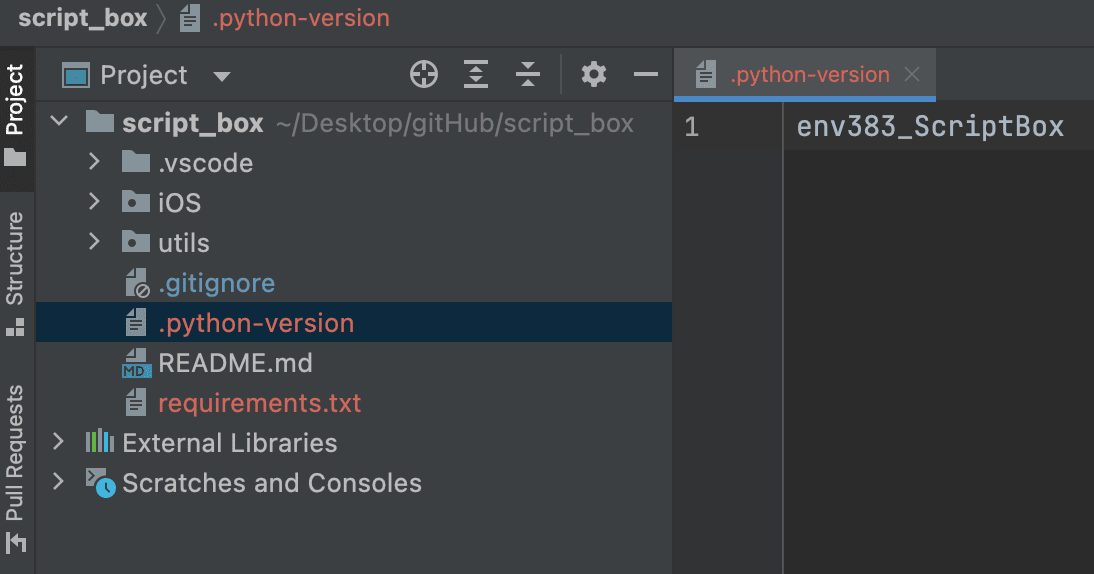 script_box
.python-version
Project
Project
.python-version
script_box ~/Desktop/gitHub/script_box
1 env383_ScriptBox
.vscode
iOS
utils
Structure
.gitignore
.python-version
MD README.md
requirements.txt
Pull Requests
External Libraries
Scratches and Consoles